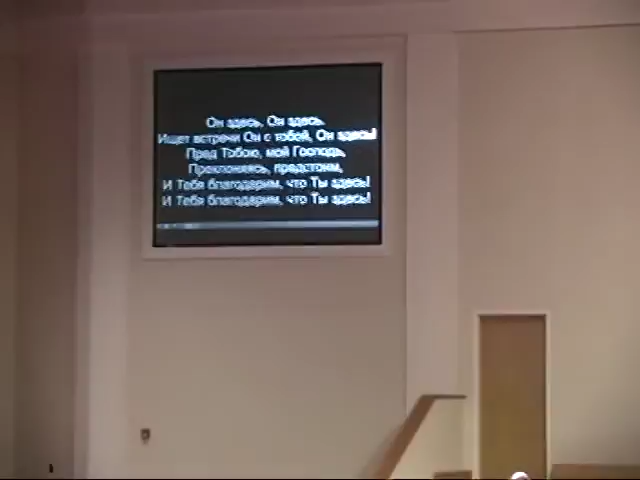 Он здесь, Он здесь.
Ищет встречи Он с тобой, Он здесь!
Пред Тобою, мой Господь,
Преклоняясь, предстоим,
И Тебя благодарим, что Ты здесь!
И Тебя благодарим, что Ты здесь!